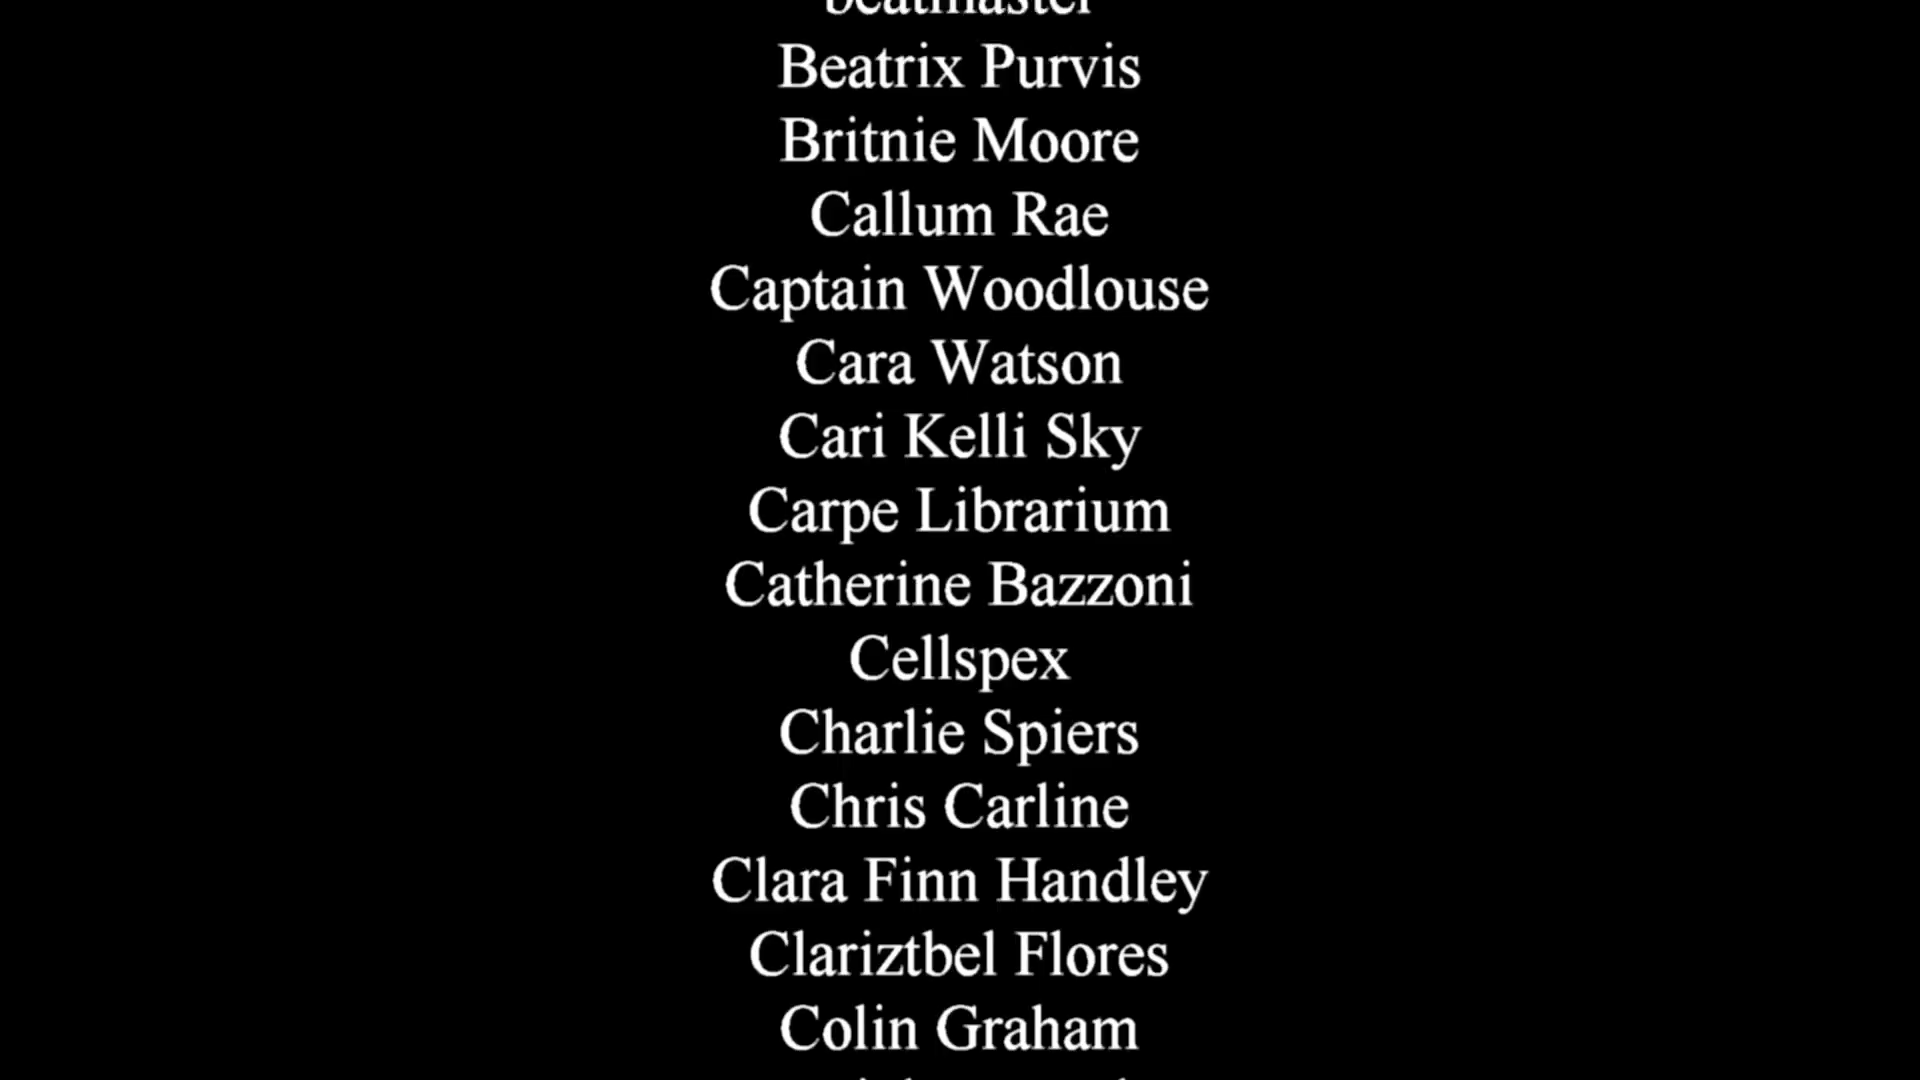 beatmaster
Beatrix Purvis
Britnie Moore
Callum Rae
Captain Woodlouse
Cara Watson
Cari Kelli Sky
Carpe Librarium
Catherine Bazzoni
Cellspex
Charlie Spiers
Chris Carline
Clara Finn Handley
Clariztbel Flores
Colin Graham